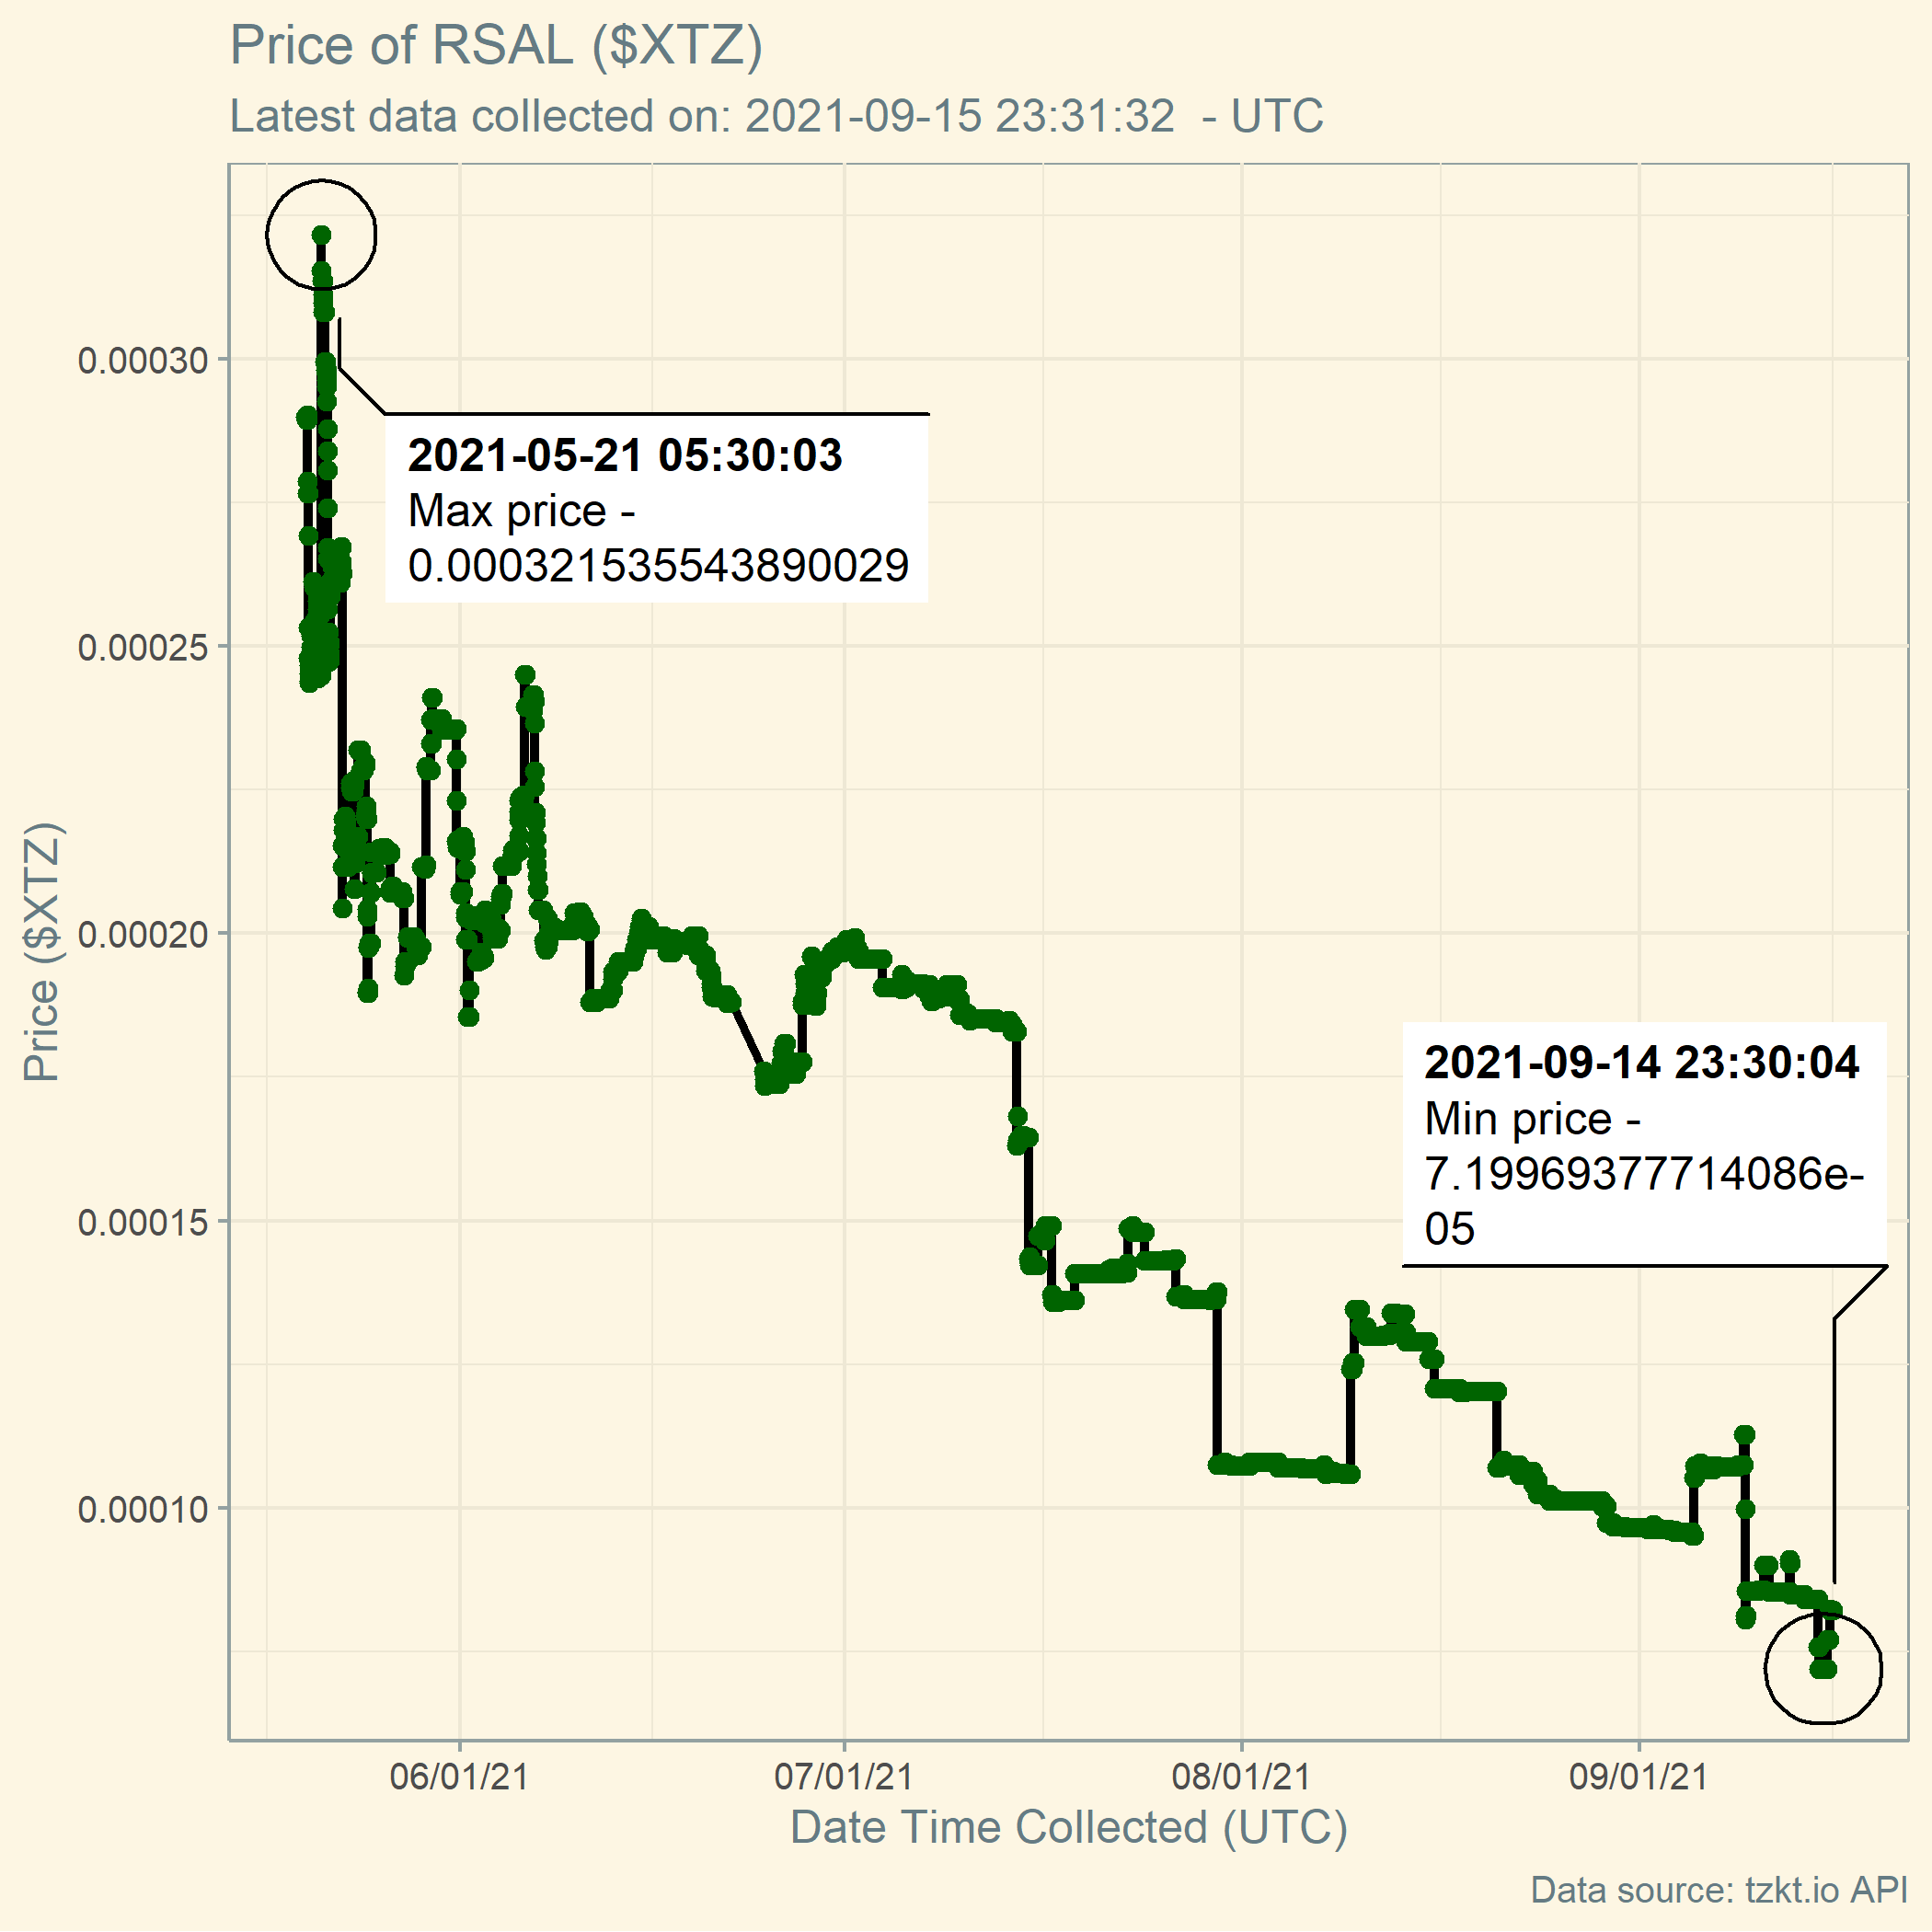 Price of RSAL ($XTZ)
Latest data collected on: 2021-09-15 23:31:32  - UTC
0.00030
0.00025
0.00020
0.00015
0.00010
Price ($XTZ)
2021-05-21 05:30:03
Max price -
0.000321535543890029
2021-09-14 23:30:04
Min price -
7.19969377714086e-
05
06/01/21
07/01/21
08/01/21
09/01/21
Date Time Collected (UTC)
Data source: tzkt.io API